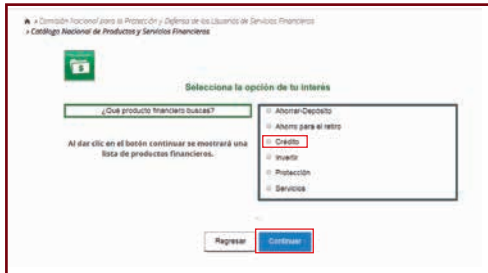 › Comisión Nacional para la Protección y Defensa de los Usuarios de Servicios Financieros
› Catálogo Nacional de Productos y Servicios Financieros
Selecciona la opción de tu interés
¿Qué producto financiero buscas?
Al dar clic en el botón continuar se mostrará una
lista de productos financieros.
Ahorrar-Depósito
Ahorro para el retiro
Crédito
Invertir
Protección
Servicios
Regresar
Continuar